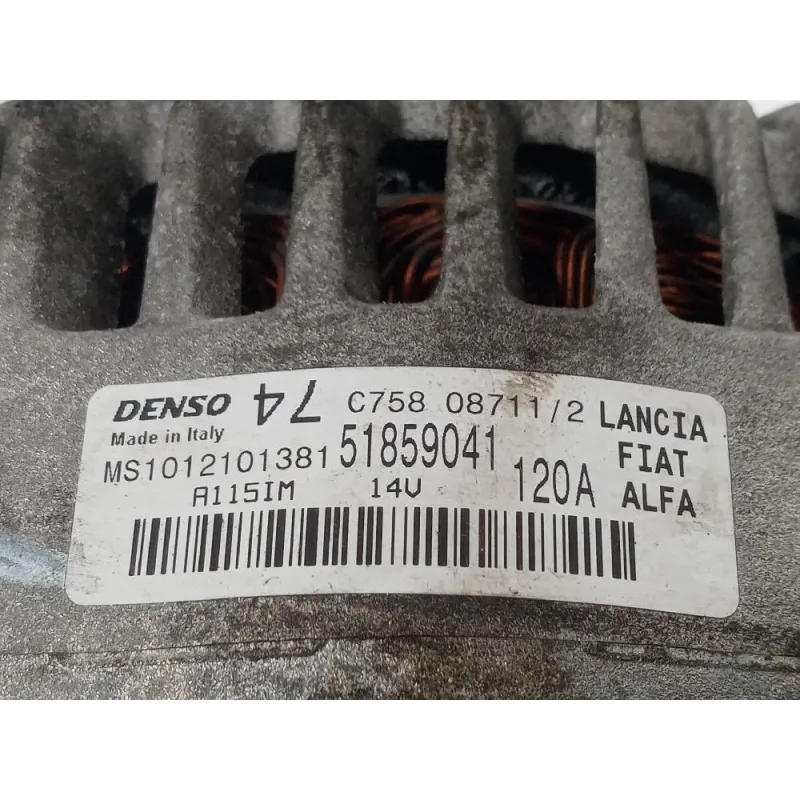 DENSO 74 C758 08711/2 LANCIA
Made in Italy FIAT
MS1012101381 51859041 120A ALFA
A115IM 14V